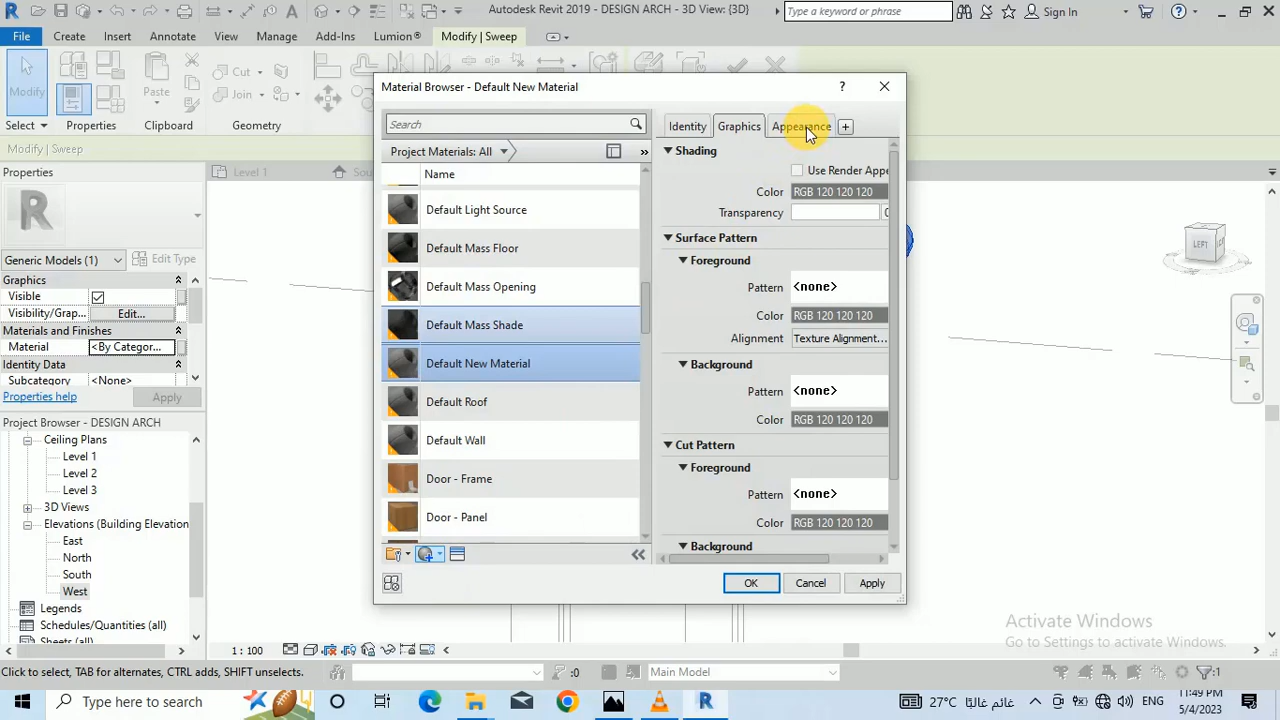 Autodesk Revit 2019 - DESIGN ARCH - 3D View: {3D}
Type a keyword or phrase
Sign In
File
Create
Insert
Annotate
View
Manage
Add-Ins
Lumion®
Modify | Sweep
Modify
Paste
Cut
Join
Select
Properties
Clipboard
Geometry
Modify | Sweep
Properties
Level 1
Generic Models (1)
Edit Type
Graphics
Visible
Visibility/Grap...
Edit...
Materials and Finishes
Material
<By Categor...
Identity Data
Subcategory
<None>
Properties help
Apply
Project Browser - DESIGN ARCH
Ceiling Plans
Level 1
Level 2
Level 3
3D Views
Elevations (Building Elevation
East
North
South
West
Legends
Schedules/Quantities (all)
Sheets (all)
Material Browser - Default New Material
?
Search
Project Materials: All
Name
Default Light Source
Default Mass Floor
Default Mass Opening
Default Mass Shade
Default New Material
Default Roof
Default Wall
Door - Frame
Door - Panel
Identity
Graphics
Appearance
Shading
Use Render Appe
Color
RGB 120 120 120
Transparency
Surface Pattern
Foreground
Pattern
<none>
Color
RGB 120 120 120
Alignment
Texture Alignment...
Background
Pattern
<none>
Color
RGB 120 120 120
Cut Pattern
Foreground
Pattern
<none>
Color
RGB 120 120 120
Background
OK
Cancel
Apply
LEFT
Activate Windows
Go to Settings to activate Windows.
1 : 100
Click to select, TAB for alternates, CTRL adds, SHIFT unselects.
:0
Main Model
:1
Type here to search
27°C
غائمًا غالبًا
ENG
11:49 PM
5/4/2023